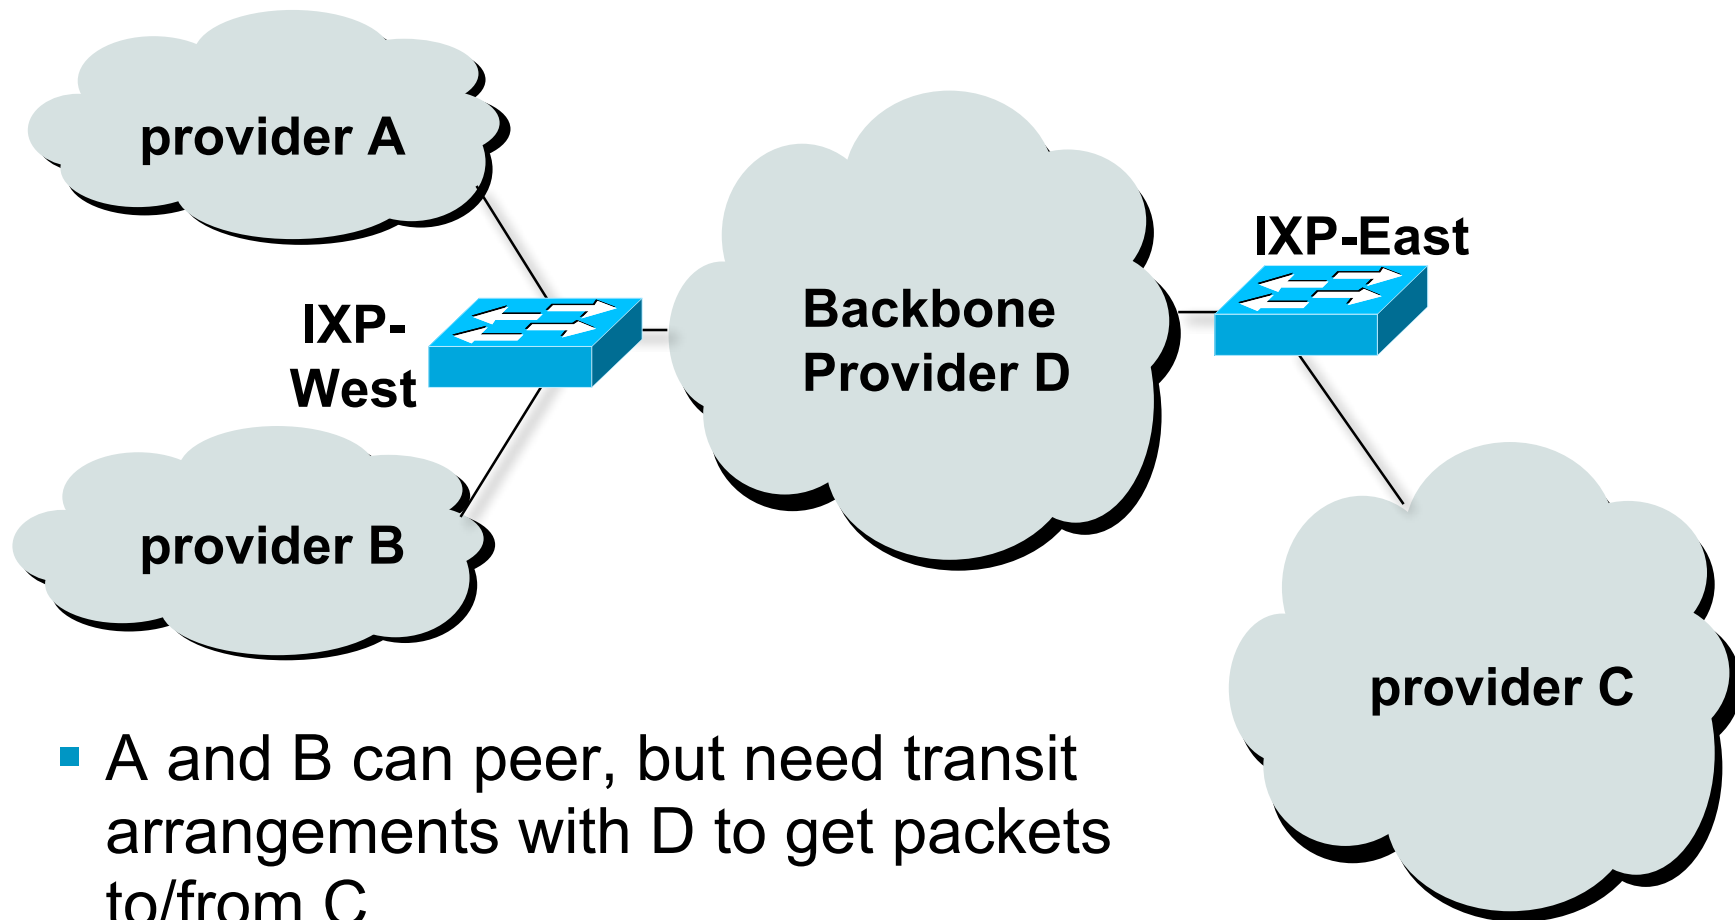 provider A
IXP-East
IXP-
West
Backbone
Provider D
provider B
provider C
▪ A and B can peer, but need transit
arrangements with D to get packets
to/from C